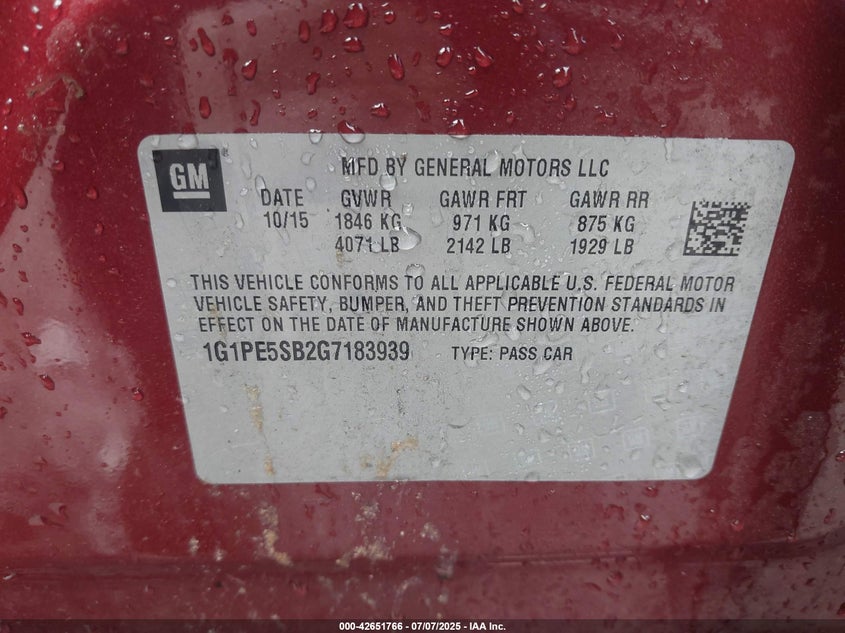 GM
MFD BY GENERAL MOTORS LLC
DATE GVWR GAWR FRT GAWR RR
10/15 1846 KG 971 KG 875 KG
4071 LB 2142 LB 1929 LB
THIS VEHICLE CONFORMS TO ALL APPLICABLE U.S. FEDERAL MOTOR
VEHICLE SAFETY, BUMPER, AND THEFT PREVENTION STANDARDS IN
EFFECT ON THE DATE OF MANUFACTURE SHOWN ABOVE.
1G1PE5SB2G7183939 TYPE: PASS CAR
000-42651766 - 07/07/2025 - IAA Inc.